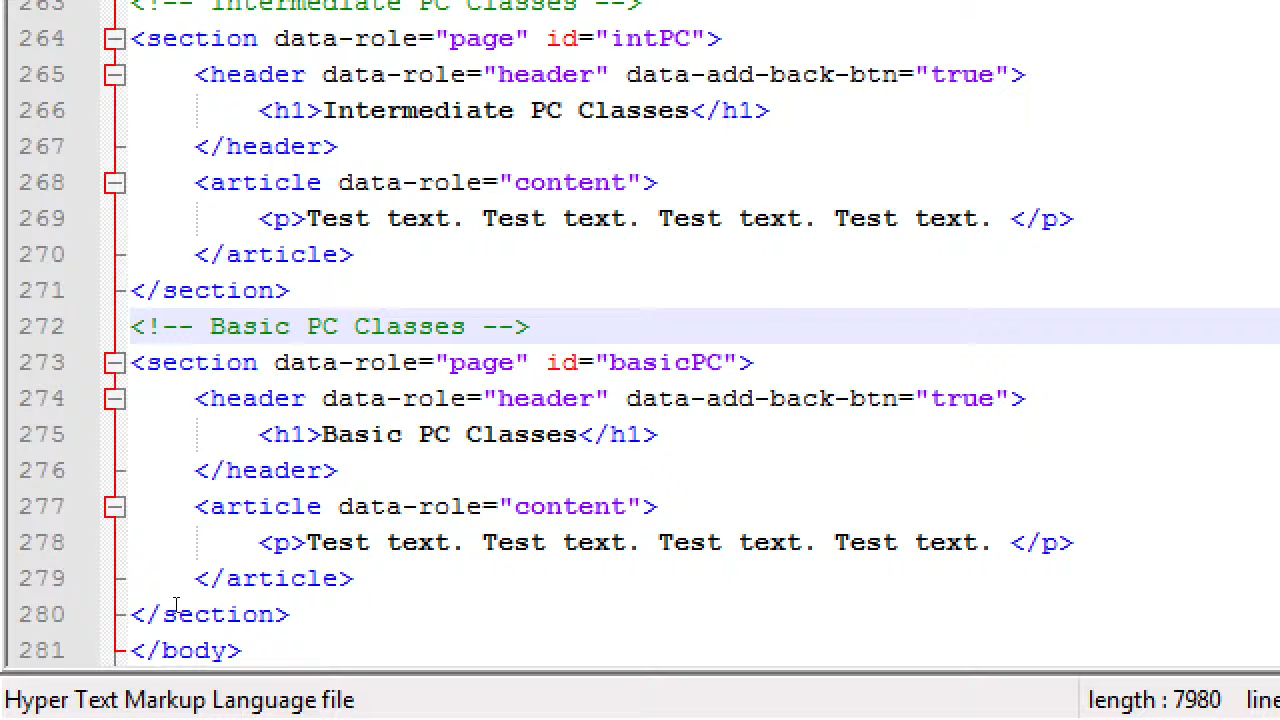 263 <!-- Intermediate PC Classes -->
264 <section data-role="page" id="intPC">
265 <header data-role="header" data-add-back-btn="true">
266 <h1>Intermediate PC Classes</h1>
267 </header>
268 <article data-role="content">
269 <p>Test text. Test text. Test text. Test text. </p>
270 </article>
271 </section>
272 <!-- Basic PC Classes -->
273 <section data-role="page" id="basicPC">
274 <header data-role="header" data-add-back-btn="true">
275 <h1>Basic PC Classes</h1>
276 </header>
277 <article data-role="content">
278 <p>Test text. Test text. Test text. Test text. </p>
279 </article>
280 </section>
281 </body>
Hyper Text Markup Language file length : 7980 line